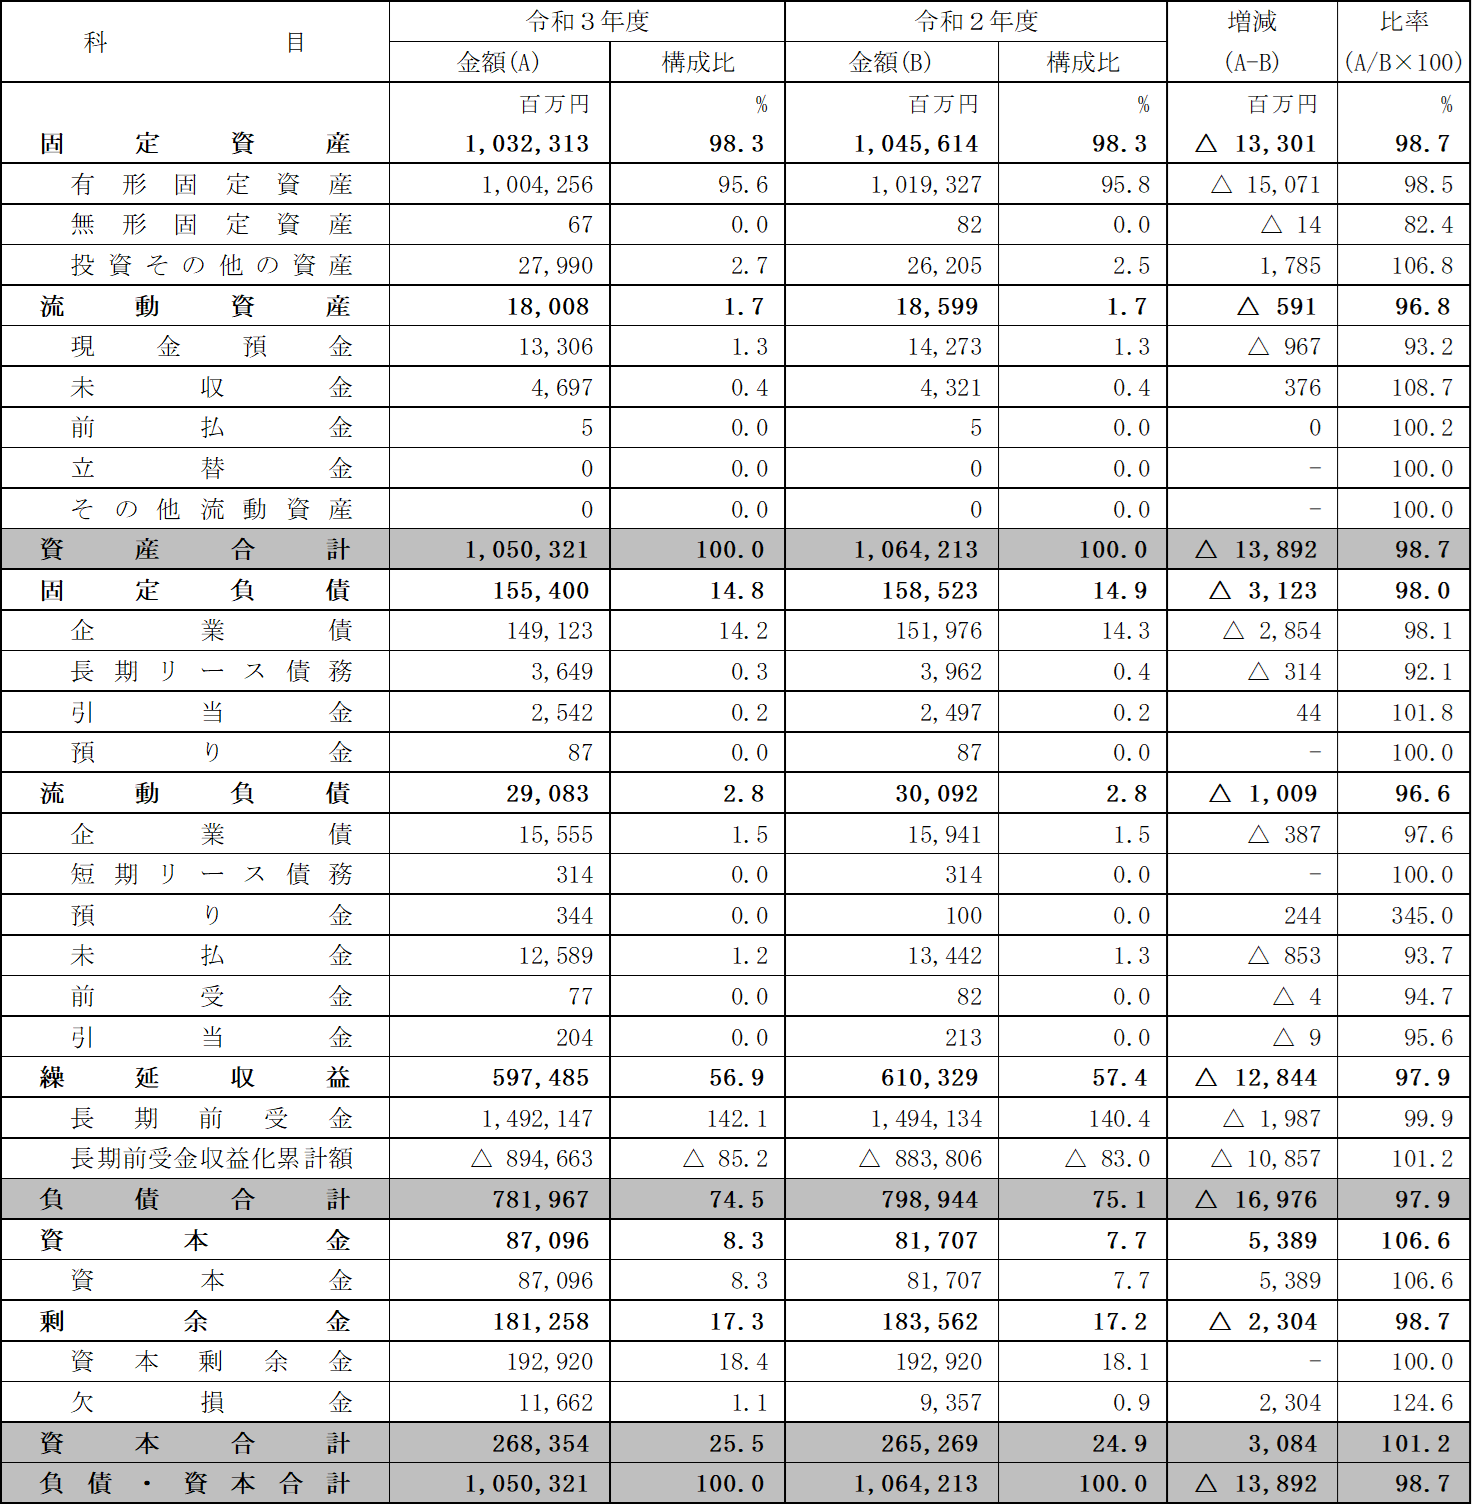 科目 令和３年度 令和２年度 増減 比率
金額(A) 構成比 金額(B) 構成比 (A-B) (A/B×100)
百万円 % 百万円 % 百万円 %
固定資産 1,032,313 98.3 1,045,614 98.3 △ 13,301 98.7
有形固定資産 1,004,256 95.6 1,019,327 95.8 △ 15,071 98.5
無形固定資産 67 0.0 82 0.0 △ 14 82.4
投資その他の資産 27,990 2.7 26,205 2.5 1,785 106.8
流動資産 18,008 1.7 18,599 1.7 △ 591 96.8
現金預金 13,306 1.3 14,273 1.3 △ 967 93.2
未収金 4,697 0.4 4,321 0.4 376 108.7
前払金 5 0.0 5 0.0 0 100.2
立替金 0 0.0 0 0.0 - 100.0
その他流動資産 0 0.0 0 0.0 - 100.0
資産合計 1,050,321 100.0 1,064,213 100.0 △ 13,892 98.7
固定負債 155,400 14.8 158,523 14.9 △ 3,123 98.0
企業債 149,123 14.2 151,976 14.3 △ 2,854 98.1
長期リース債務 3,649 0.3 3,962 0.4 △ 314 92.1
引当金 2,542 0.2 2,497 0.2 44 101.8
預り金 87 0.0 87 0.0 - 100.0
流動負債 29,083 2.8 30,092 2.8 △ 1,009 96.6
企業債 15,555 1.5 15,941 1.5 △ 387 97.6
短期リース債務 314 0.0 314 0.0 - 100.0
預り金 344 0.0 100 0.0 244 345.0
未払金 12,589 1.2 13,442 1.3 △ 853 93.7
前受金 77 0.0 82 0.0 △ 4 94.7
引当金 204 0.0 213 0.0 △ 9 95.6
繰延収益 597,485 56.9 610,329 57.4 △ 12,844 97.9
長期前受金 1,492,147 142.1 1,494,134 140.4 △ 1,987 99.9
長期前受金収益化累計額 △ 894,663 △ 85.2 △ 883,806 △ 83.0 △ 10,857 101.2
負債合計 781,967 74.5 798,944 75.1 △ 16,976 97.9
資本金 87,096 8.3 81,707 7.7 5,389 106.6
資本金 87,096 8.3 81,707 7.7 5,389 106.6
剰余金 181,258 17.3 183,562 17.2 △ 2,304 98.7
資本剰余金 192,920 18.4 192,920 18.1 - 100.0
欠損金 11,662 1.1 9,357 0.9 2,304 124.6
資本合計 268,354 25.5 265,269 24.9 3,084 101.2
負債・資本合計 1,050,321 100.0 1,064,213 100.0 △ 13,892 98.7